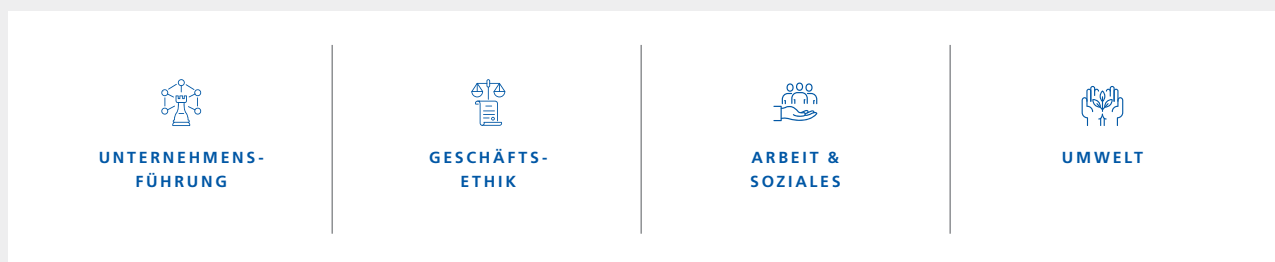 UNTERNEHMENS-
FÜHRUNG
GESCHÄFTS-
ETHIK
ARBEIT &
SOZIALES
UMWELT